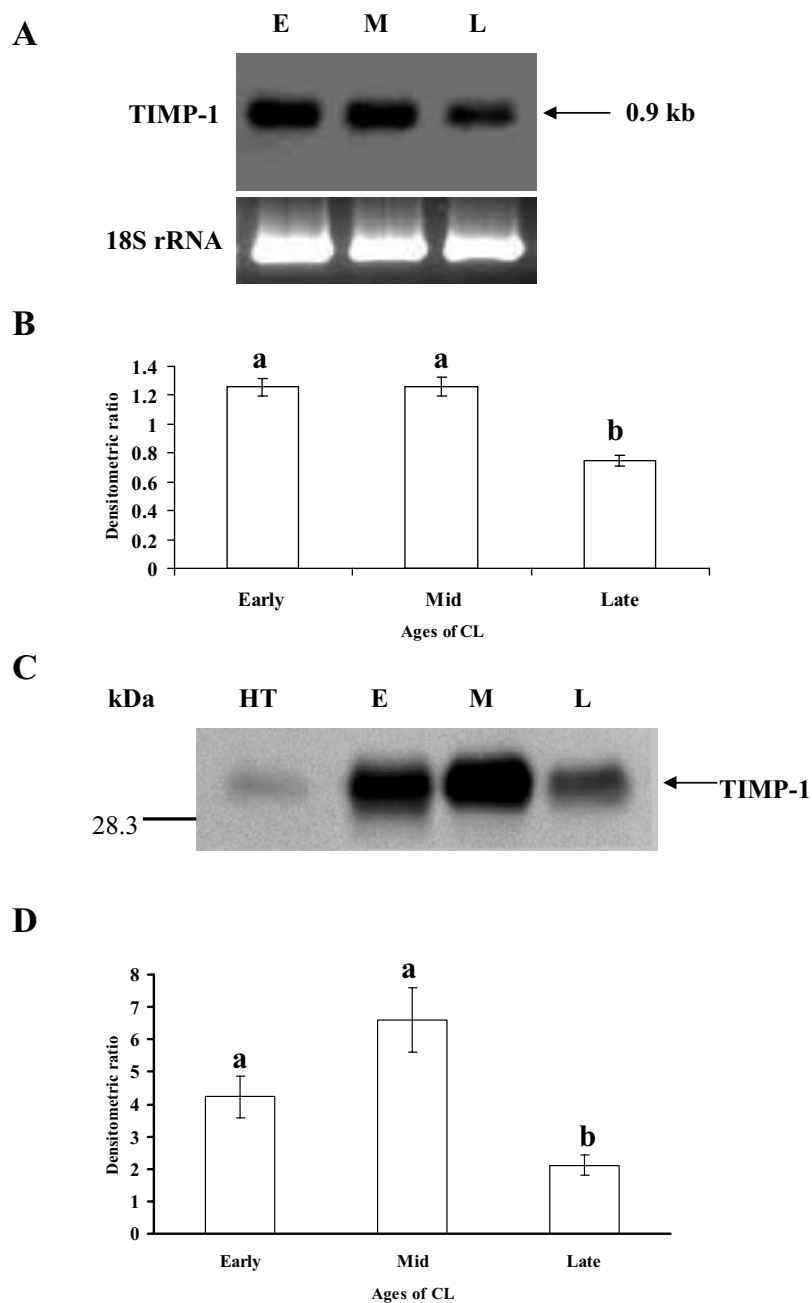 A
E M L
TIMP-1
0.9 kb
18S rRNA
B
1.4
1.2
1
0.8
0.6
0.4
0.2
0
Densitometric ratio
a
a
b
Early Mid Late
Ages of CL
C
kDa HT E M L
TIMP-1
28.3
D
8
7
6
5
4
3
2
1
0
Densitometric ratio
a
a
b
Early Mid Late
Ages of CL